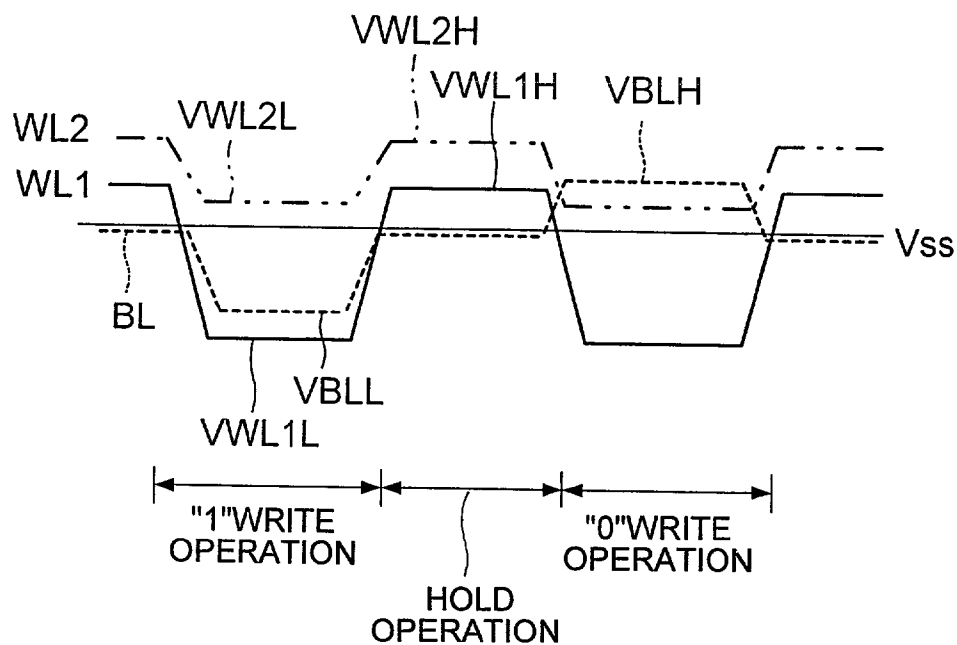 VWL2H
VWL1H
VBLH
VWL2L
WL2
WL1
Vss
BL
VBLL
VWL1L
"1"WRITE
OPERATION
"0"WRITE
OPERATION
HOLD
OPERATION